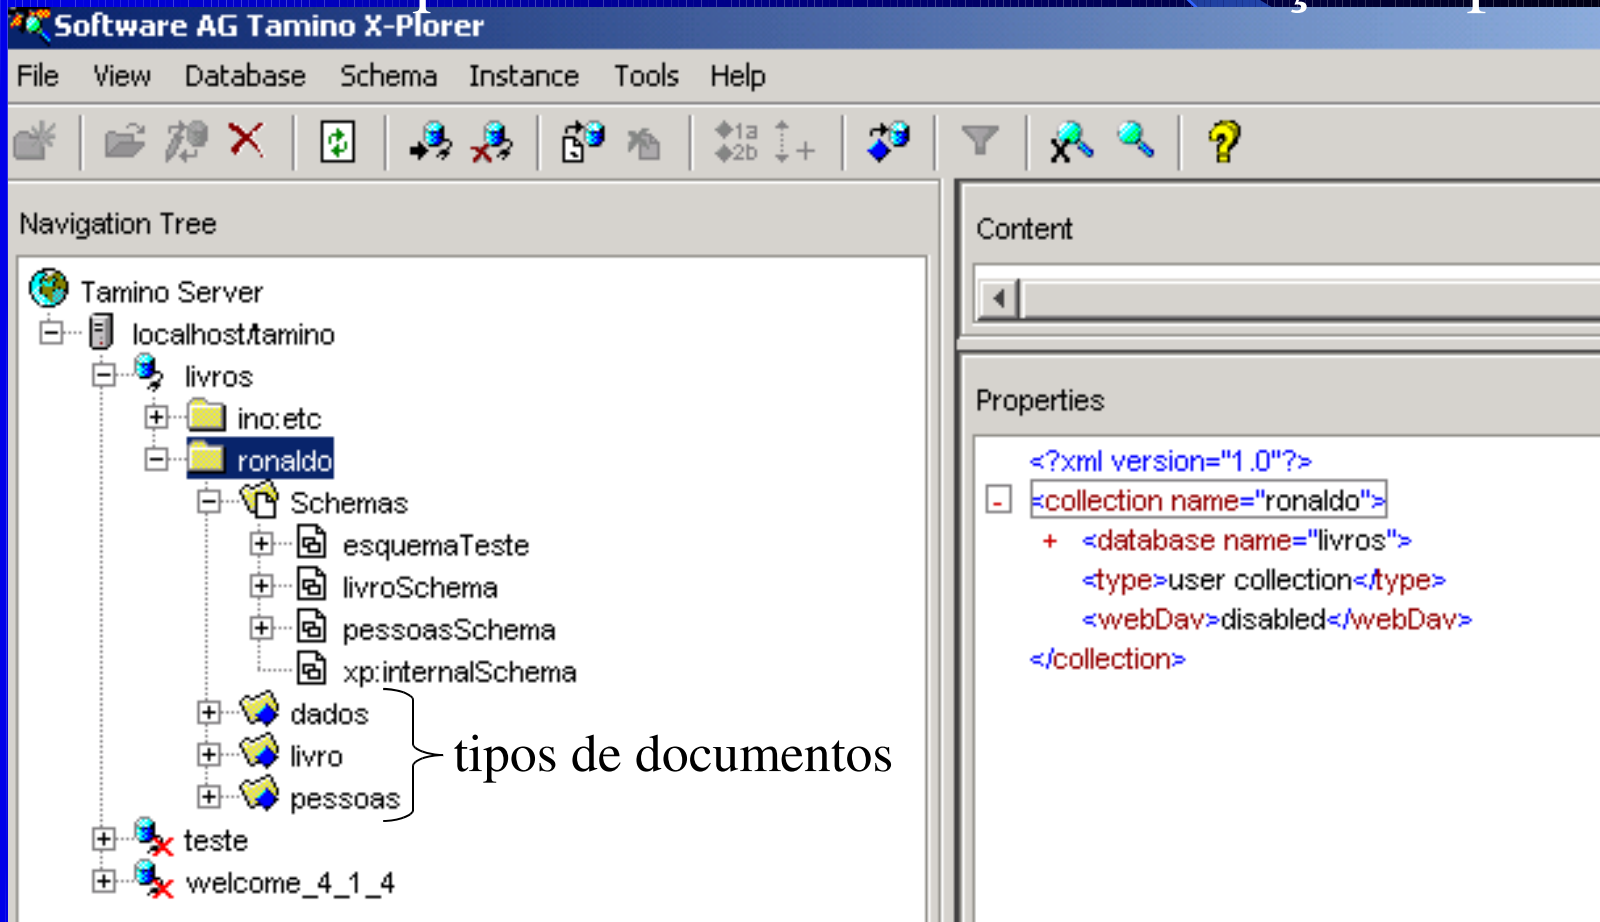 Software AG Tamino X-Plorer
File View Database Schema Instance Tools Help
Navigation Tree
Tamino Server
localhost/tamino
livros
ino:etc
ronaldo
Schemas
esquemaTeste
livroSchema
pessoasSchema
xp:internalSchema
dados
livro
pessoas
tipos de documentos
teste
welcome_4_1_4
Content
Properties
<?xml version="1.0"?>
- <collection name="ronaldo">
+ <database name="livros">
<type>user collection</type>
<webDav>disabled</webDav>
</collection>